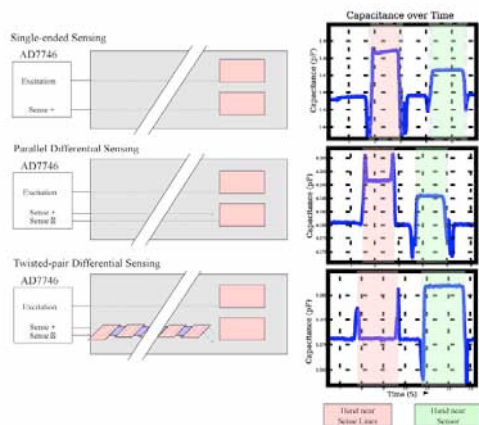 Single-ended Sensing
AD7746
Excitation
Sense +
Parallel Differential Sensing
AD7746
Excitation
Sense +
Sense
Twisted-pair Differential Sensing
AD7746
Excitation
Sense +
Sense
Capacitance over Time
Capacitance (pF)
Capacitance (pF)
Capacitance (pF)
Time (S)
Hand near
Sense Lines
Hand near
Sensor